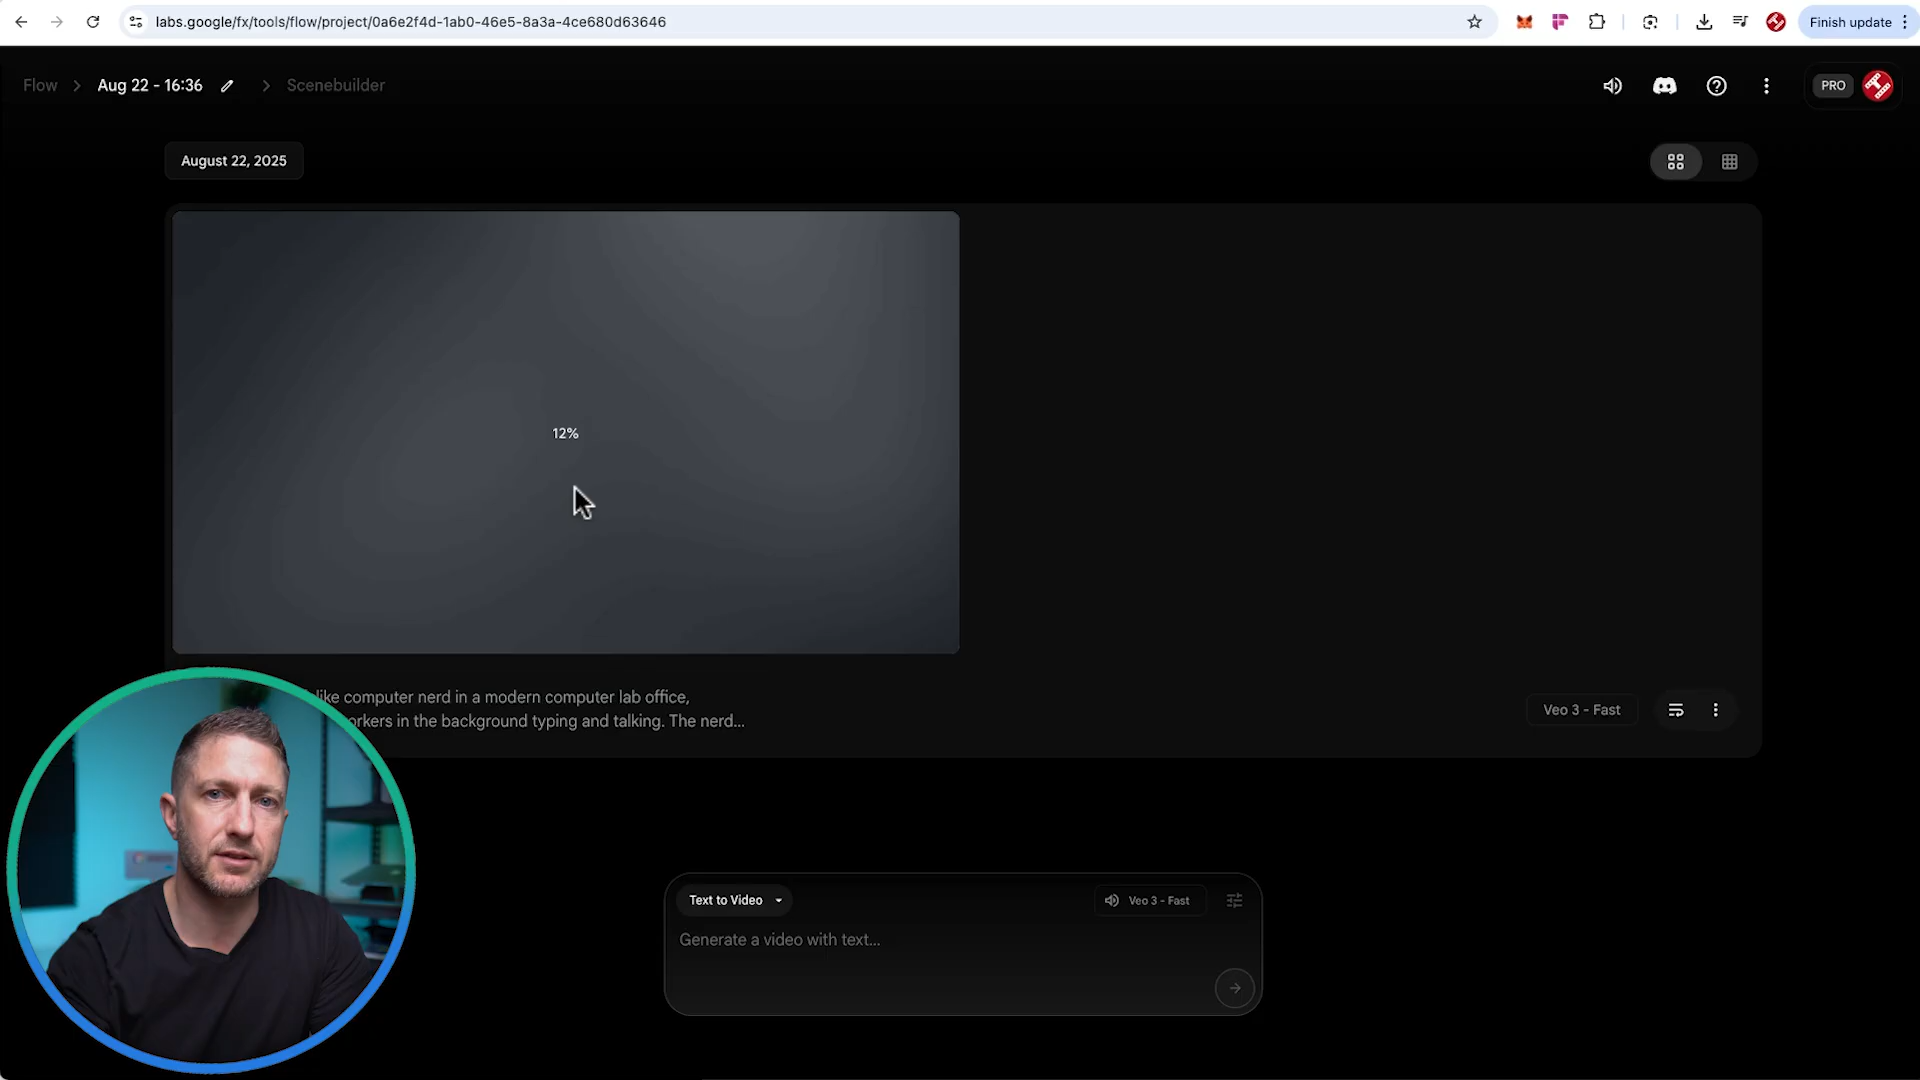 labs.google/fx/tools/flow/project/0a6e2f4d-1ab0-46e5-8a3a-4ce680d63646
Finish update
Flow
Aug 22 - 16:36
Scenebuilder
PRO
August 22, 2025
12%
like computer nerd in a modern computer lab office,
orkers in the background typing and talking. The nerd...
Veo 3 - Fast
Text to Video
Veo 3 - Fast
Generate a video with text...